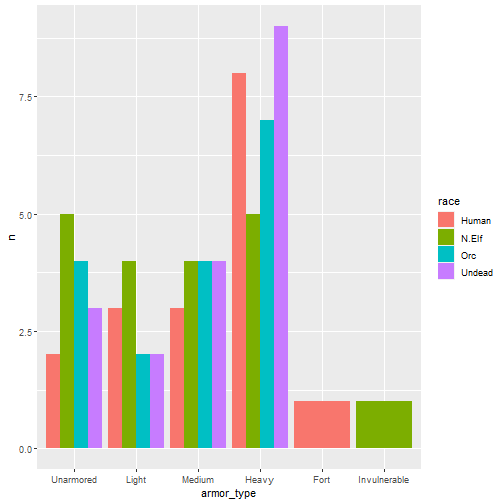 7.5
5.0
2.5
0.0
n
Unarmored Light Medium Heavy Fort Invulnerable
armor_type
race
Human
N.Elf
Orc
Undead